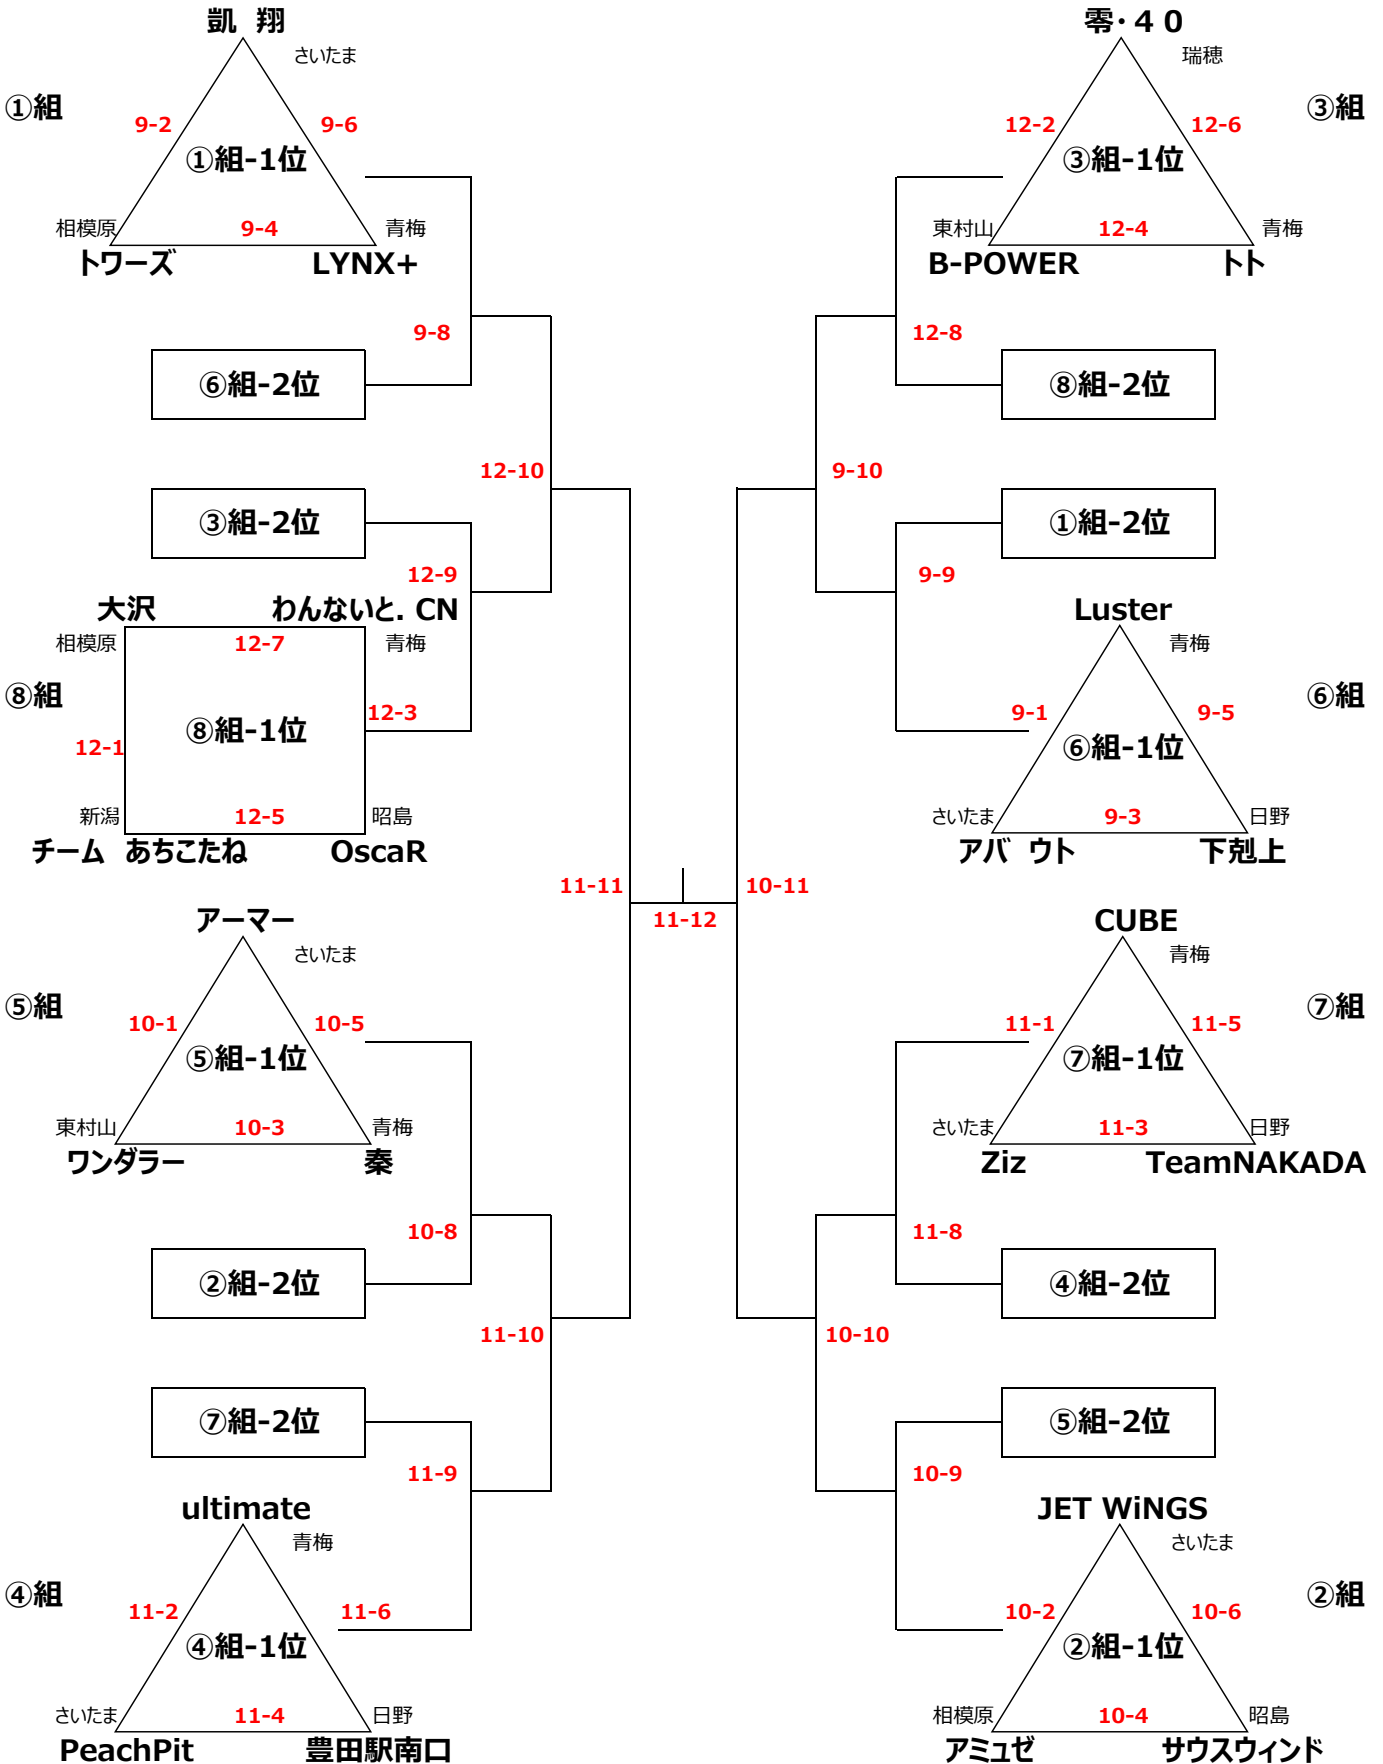 凱 翔
さいたま
①組
9-2
9-6
①組-1位
相模原
9-4
青梅
トワーズ
LYNX+
9-8
⑥組-2位
12-10
③組-2位
12-9
大沢
わんないと. CN
相模原
12-7
青梅
⑧組
12-3
⑧組-1位
12-1
新潟
12-5
昭島
チーム あちこたね
OscaR
11-11
アーマー
さいたま
⑤組
10-1
10-5
⑤組-1位
東村山
10-3
青梅
ワンダラー
秦
10-8
②組-2位
11-10
⑦組-2位
11-9
ultimate
青梅
④組
11-2
11-6
④組-1位
さいたま
11-4
日野
PeachPit
豊田駅南口
11-12
零・４０
瑞穂
③組
12-2
12-6
③組-1位
東村山
12-4
青梅
B-POWER
トト
12-8
⑧組-2位
9-10
①組-2位
9-9
Luster
青梅
⑥組
9-1
9-5
⑥組-1位
さいたま
9-3
日野
アバ ウト
下剋上
10-11
CUBE
青梅
⑦組
11-1
11-5
⑦組-1位
さいたま
11-3
日野
Ziz
TeamNAKADA
11-8
④組-2位
10-10
⑤組-2位
10-9
JET WiNGS
さいたま
②組
10-2
10-6
②組-1位
相模原
10-4
昭島
アミュゼ
サウスウィンド